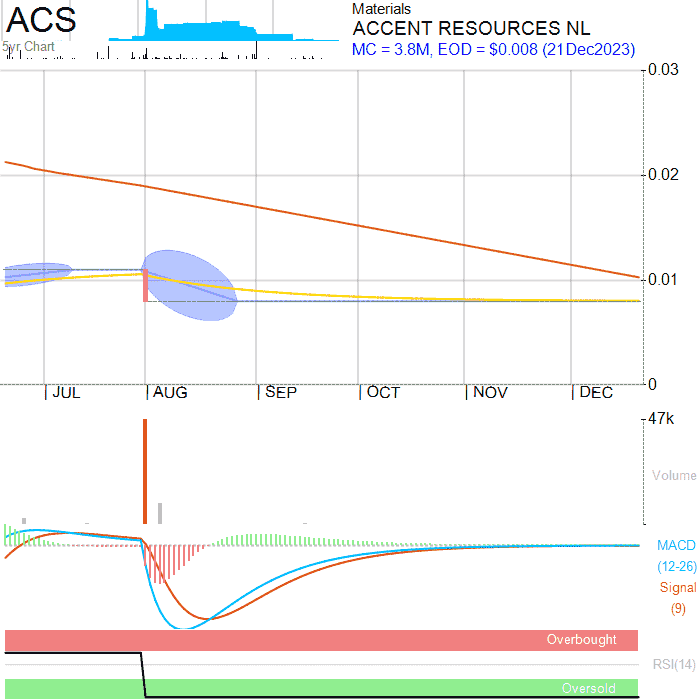 ACS
5yr Chart
Materials
ACCENT RESOURCES NL
MC = 3.8M, EOD = $0.008 (21Dec2023)
0.03
0.02
0.01
0
JUL AUG SEP OCT NOV DEC
47k
Volume
MACD
(12-26)
Signal
(9)
Overbought
RSI(14)
Oversold